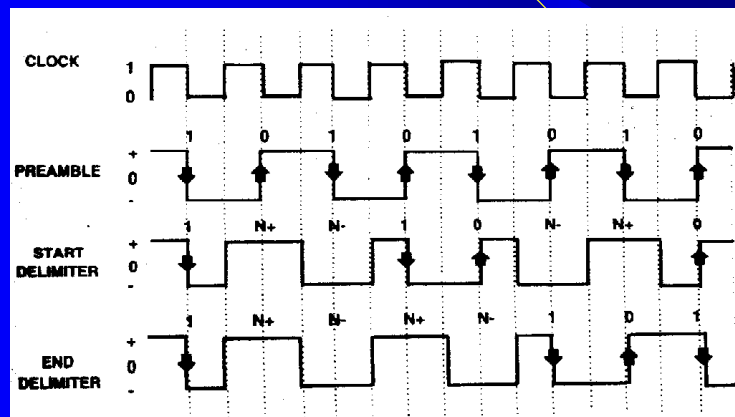 CLOCK
1
0
1 0 1 0 1 0 1 0
PREAMBLE
+
0
-
1 N+ N- 1 0 N- N+ 0
START
DELIMITER
+
0
-
1 N+ N- N+ N- 1 0 1
END
DELIMITER
+
0
-